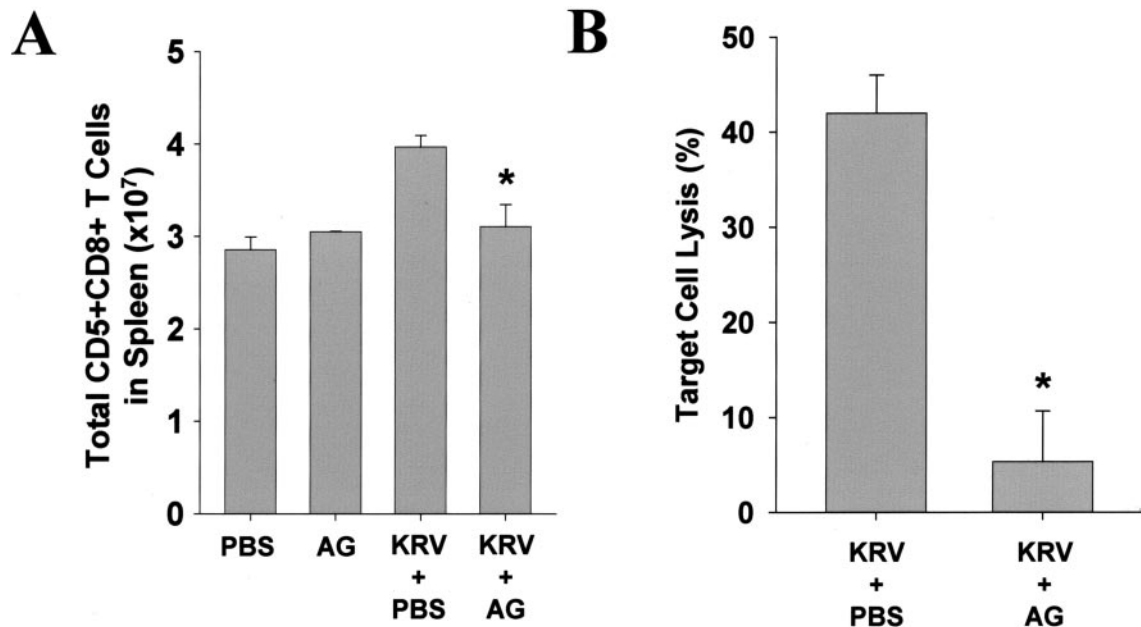 A
Total CD5+CD8+ T Cells
in Spleen (x10⁷)
5
4
3
2
1
0
*
PBS
AG
KRV
+
PBS
KRV
+
AG
B
Target Cell Lysis (%)
50
40
30
20
10
0
*
KRV
+
PBS
KRV
+
AG